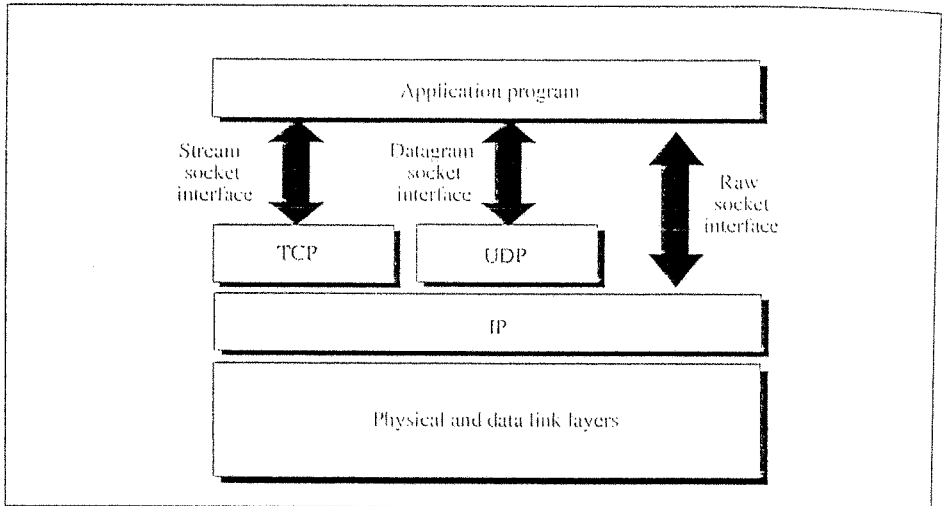 Application program
Stream
socket
interface
Datagram
socket
interface
Raw
socket
interface
TCP
UDP
IP
Physical and data link layers